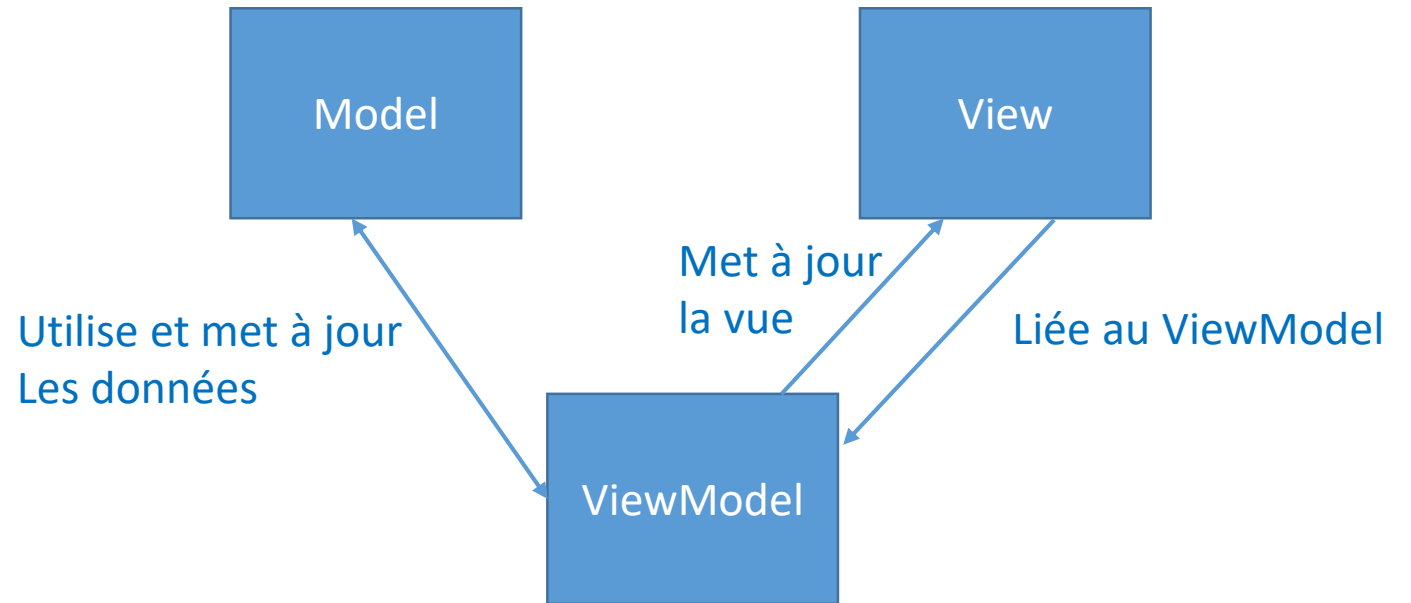 Model
View
Met à jour
la vue
Utilise et met à jour
Les données
Liée au ViewModel
ViewModel